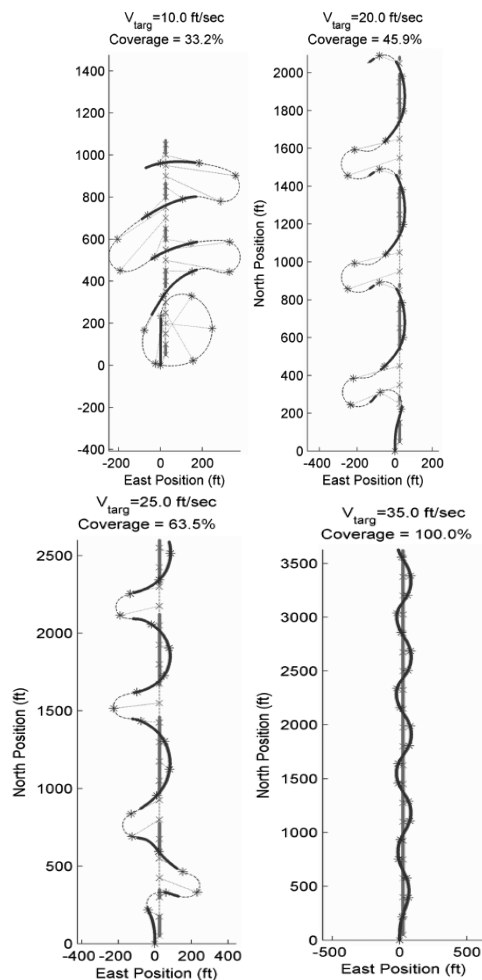 V_targ=10.0 ft/sec
Coverage = 33.2%
1400
1200
1000
800
600
400
200
0
-200
-400
-200 0 200
East Position (ft)
V_targ=20.0 ft/sec
Coverage = 45.9%
North Position (ft)
2000
1800
1600
1400
1200
1000
800
600
400
200
0
-200 0 200
East Position (ft)
V_targ=25.0 ft/sec
Coverage = 63.5%
North Position (ft)
2500
2000
1500
1000
500
0
-400 -200 0 200 400
East Position (ft)
V_targ=35.0 ft/sec
Coverage = 100.0%
North Position (ft)
3500
3000
2500
2000
1500
1000
500
0
-500 0 500
East Position (ft)